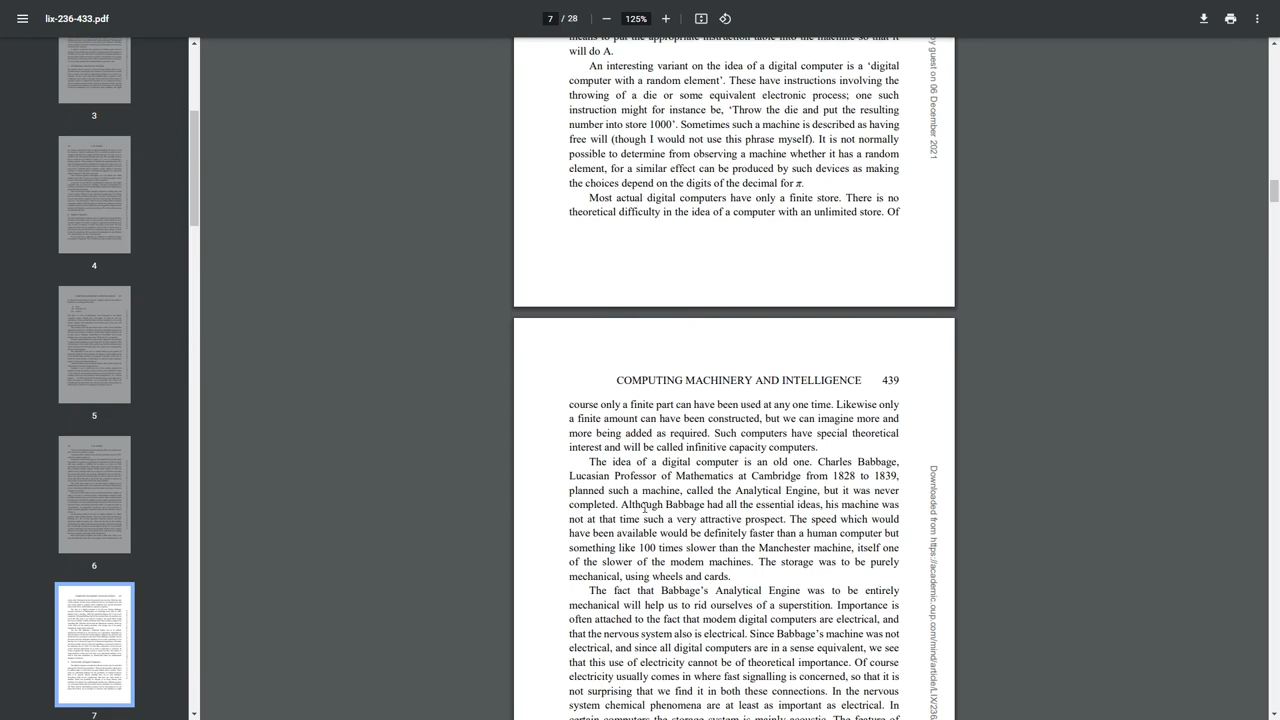 lix-236-433.pdf
7 / 28
125%
3
4
5
6
7
means to put the appropriate instruction table into the machine so that it
will do A.
An interesting variant on the idea of a digital computer is a ‘digital
computer with a random element’. These have instructions involving the
throwing of a die or some equivalent electronic process; one such
instruction might for instance be, ‘Throw the die and put the resulting
number into store 1000’. Sometimes such a machine is described as having
free will (though I would not use this phrase myself). It is not normally
possible to determine from observing a machine whether it has a random
element, for a similar effect can be produced by such devices as making
the choices depend on the digits of the decimal for π.
Most actual digital computers have only a finite store. There is no
theoretical difficulty in the idea of a computer with an unlimited store. Of
by guest on 06 December 2021
COMPUTING MACHINERY AND INTELLIGENCE 439
course only a finite part can have been used at any one time. Likewise only
a finite amount can have been constructed, but we can imagine more and
more being added as required. Such computers have special theoretical
interest and will be called infinitive capacity computers.
The idea of a digital computer is an old one. Charles Babbage,
Lucasian Professor of Mathematics at Cambridge from 1828 to 1839,
planned such a machine, called the Analytical Engine, but it was never
completed. Although Babbage had all the essential ideas, his machine was
not at that time such a very attractive prospect. The speed which would
have been available would be definitely faster than a human computer but
something like 100 times slower than the Manchester machine, itself one
of the slower of the modem machines. The storage was to be purely
mechanical, using wheels and cards.
The fact that Babbage’s Analytical Engine was to be entirely
mechanical will help us to rid ourselves of a superstition. Importance is
often attached to the fact that modem digital computers are electrical, and
that the nervous system also is electrical. Since Babbage’s machine was not
electrical, and since all digital computers are in a sense equivalent, we see
that this use of electricity cannot be of theoretical importance. Of course
electricity usually comes in where fast signalling is concerned, so that it is
not surprising that we find it in both these connections. In the nervous
system chemical phenomena are at least as important as electrical. In
certain computers the storage system is mainly acoustic. The feature of
Downloaded from https://academic.oup.com/mind/article/LIX/236